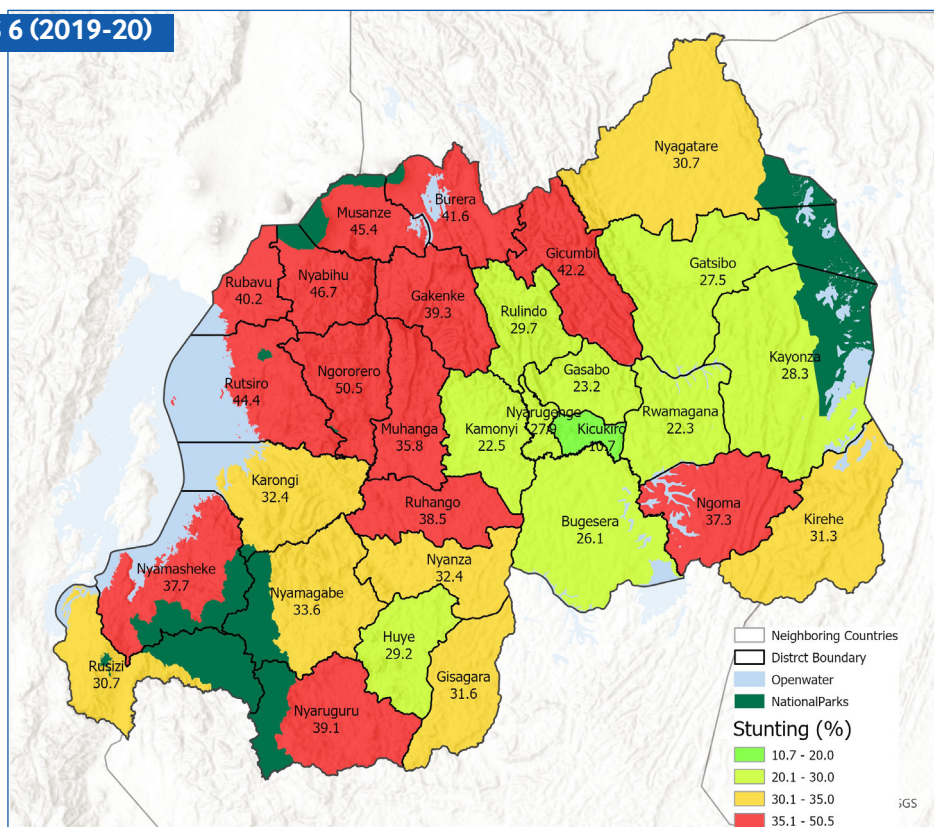 S 6 (2019-20)
Nyagatare
30.7
Burera
41.6
Musanze
45.4
Gicumbi
42.2
Gatsibo
27.5
Rubavu
40.2
Nyabihu
46.7
Gakenke
39.3
Rulindo
29.7
Kayonza
28.3
Gasabo
23.2
Rutsiro
44.4
Ngororero
50.5
Muhanga
35.8
Kamonyi
22.5
Nyarugenge
27.9
Kicukiro
10.7
Rwamagana
22.3
Karongi
32.4
Ruhango
38.5
Ngoma
37.3
Kirehe
31.3
Bugesera
26.1
Nyamasheke
37.7
Nyamagabe
33.6
Nyanza
32.4
Huye
29.2
Rusizi
30.7
Gisagara
31.6
Nyaruguru
39.1
Neighboring Countries
Distrct Boundary
Openwater
NationalParks
Stunting (%)
10.7 - 20.0
20.1 - 30.0
30.1 - 35.0
35.1 - 50.5
GS